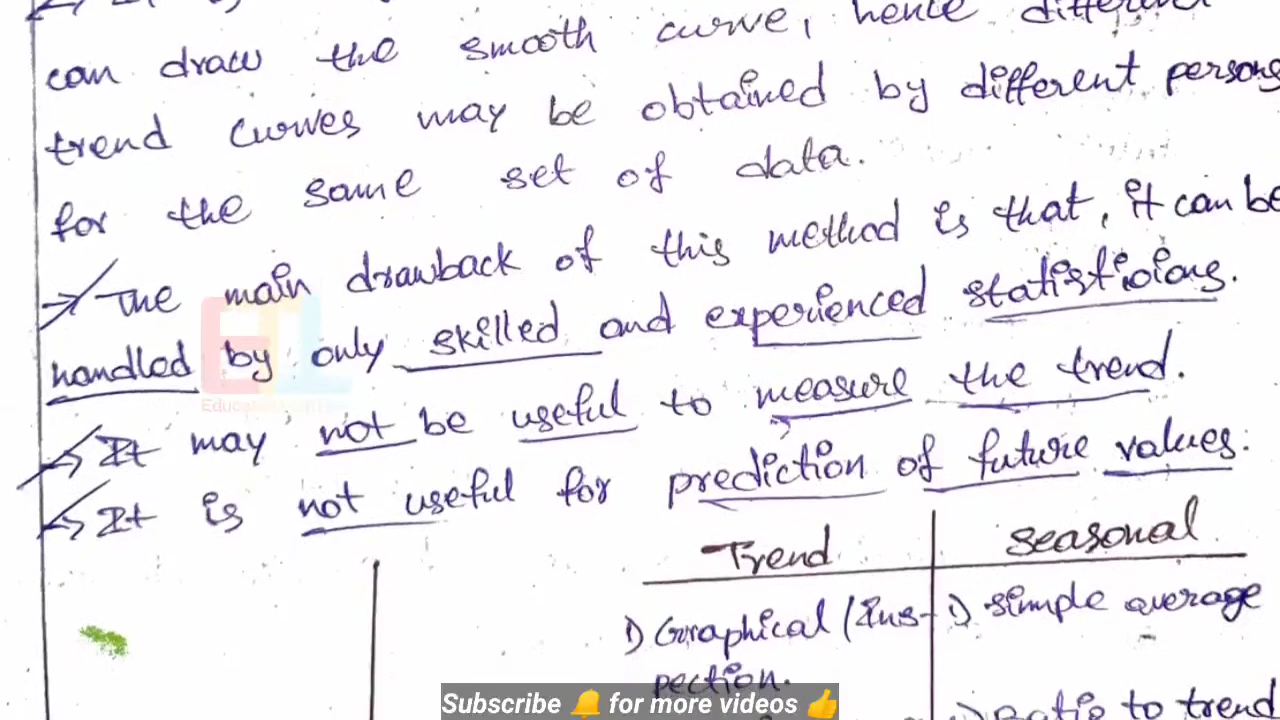 can draw the smooth curve, hence different
trend curves may be obtained by different persons
for the same set of data.
→ The main drawback of this method is that, it can be
handled by only skilled and experienced statistisions.
→ It may not be useful to measure the trend.
→ It is not useful for prediction of future values.
Trend
Seasonal
1) Graphical / Ins-
pection.
1) simple average
Ratio to trend
Subscribe 🔔 for more videos 👍